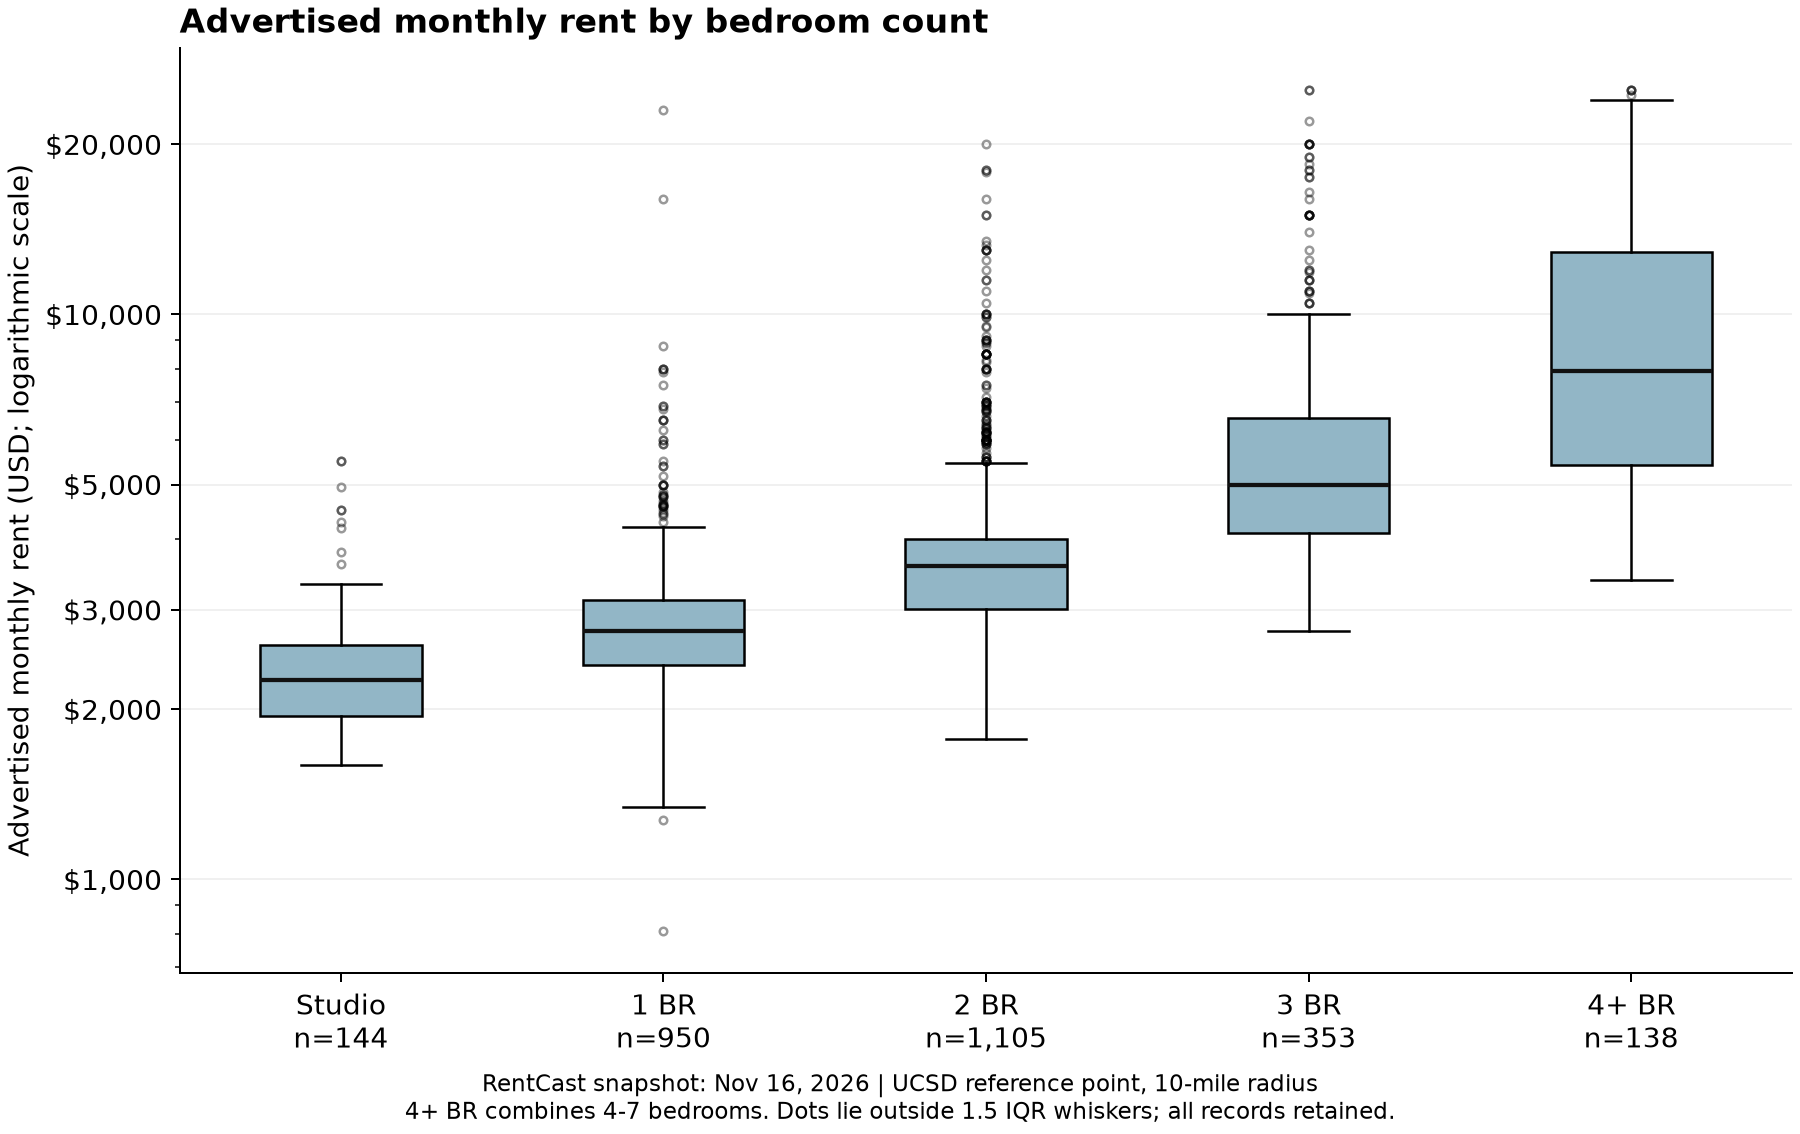 Advertised monthly rent by bedroom count
Advertised monthly rent (USD; logarithmic scale)
$20,000
$10,000
$5,000
$3,000
$2,000
$1,000
Studio 1 BR 2 BR 3 BR 4+ BR
n=144 n=950 n=1,105 n=353 n=138
RentCast snapshot: Nov 16, 2026 | UCSD reference point, 10-mile radius
4+ BR combines 4-7 bedrooms. Dots lie outside 1.5 IQR whiskers; all records retained.